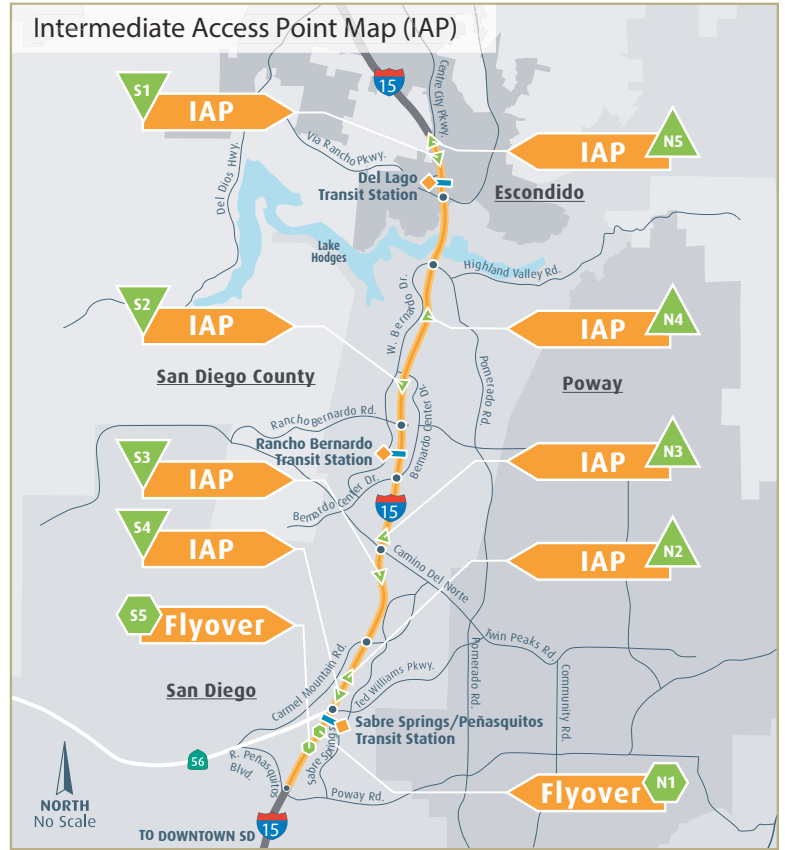 Intermediate Access Point Map (IAP)
S1
IAP
15
Centre City Pkwy.
IAP
N5
Via Rancho Pkwy.
Del Dios Hwy.
Del Lago
Transit Station
Escondido
Lake
Hodges
Highland Valley Rd.
S2
IAP
W. Bernardo Dr.
IAP
N4
San Diego County
Pomerado Rd.
Poway
Rancho Bernardo Rd.
Bernardo Center Dr.
Rancho Bernardo
Transit Station
S3
IAP
IAP
N3
Bernardo Center Dr.
15
S4
IAP
Camino Del Norte
IAP
N2
S5
Flyover
Twin Peaks Rd.
Carmel Mountain Rd.
Ted Williams Pkwy.
Pomerado Rd.
Community Rd.
San Diego
Sabre Springs/Peñasquitos
Transit Station
56
R. Peñasquitos
Blvd.
Sabre Springs
Poway Rd.
Flyover
N1
NORTH
No Scale
TO DOWNTOWN SD
15